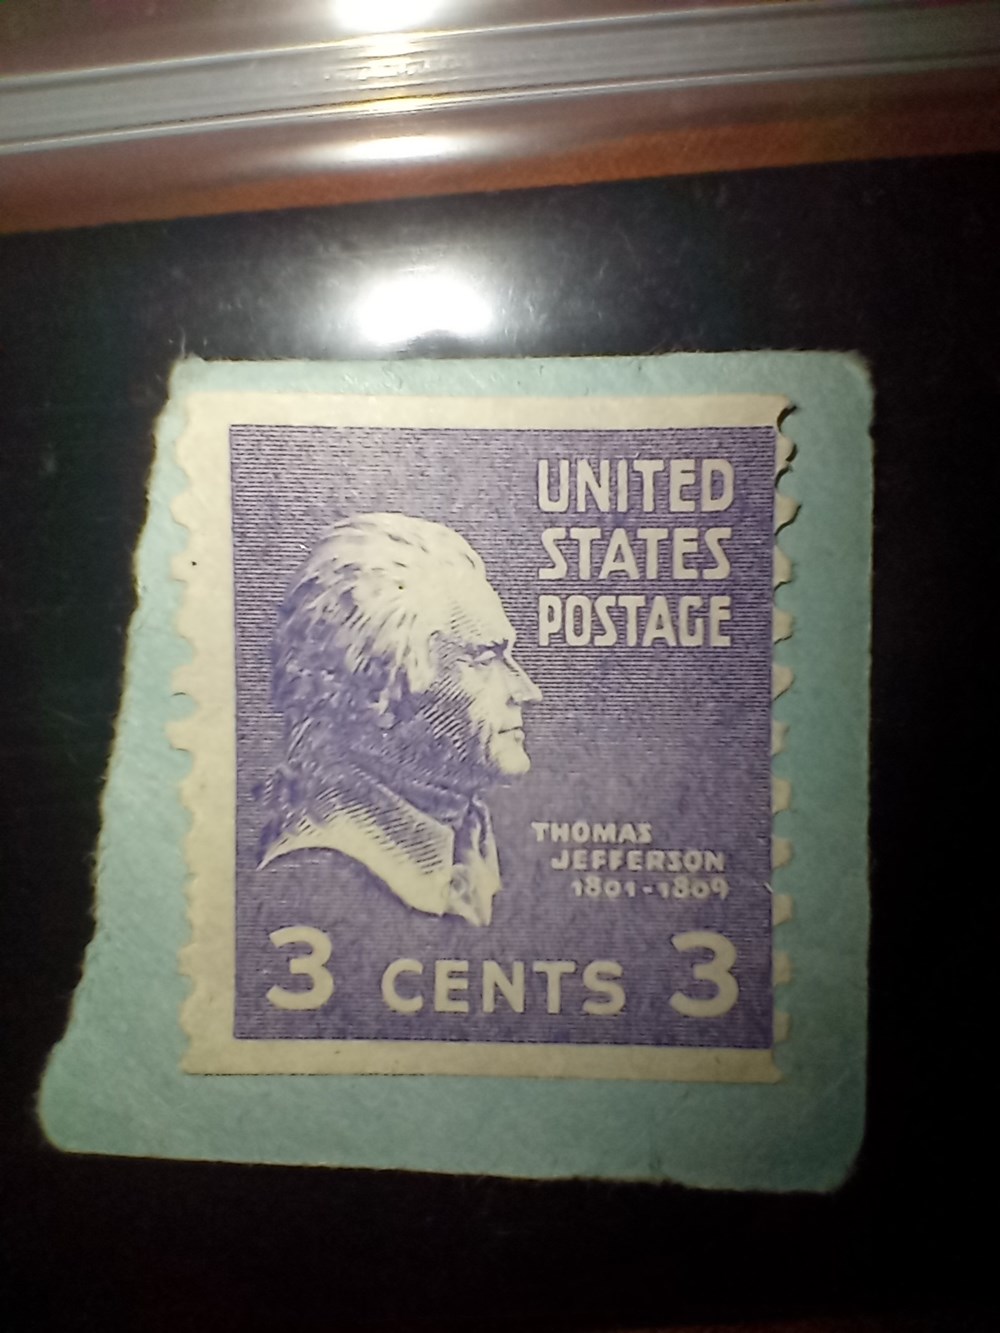 UNITED
STATES
POSTAGE
THOMAS
JEFFERSON
1801-1809
3 CENTS 3